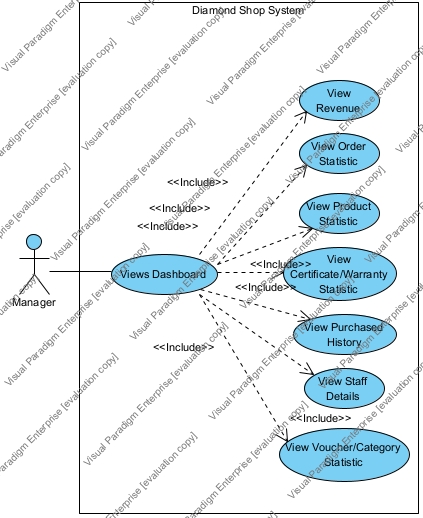 Diamond Shop System
View
Revenue
View Order
Statistic
<<Include>>
View Product
Statistic
<<Include>>
<<Include>>
View
Certificate/Warranty
Statistic
<<Include>>
Views Dashboard
<<Include>>
Manager
View Purchased
History
<<Include>>
View Staff
Details
<<Include>>
View Voucher/Category
Statistic
Visual Paradigm Enterprise [evaluation copy]